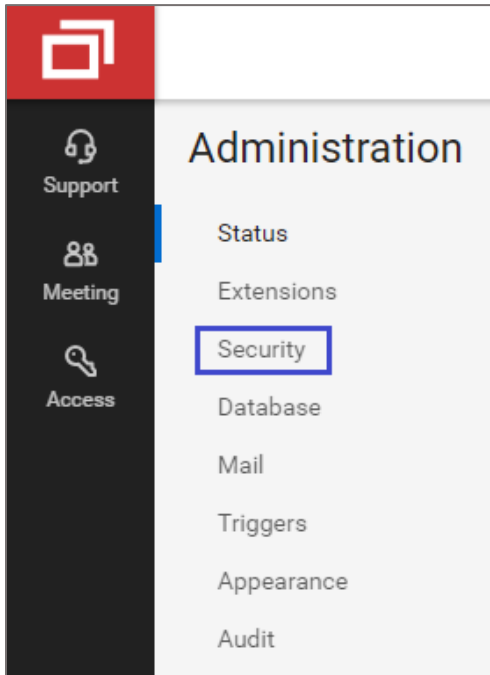 Support
Meeting
Access
Administration
Status
Extensions
Security
Database
Mail
Triggers
Appearance
Audit